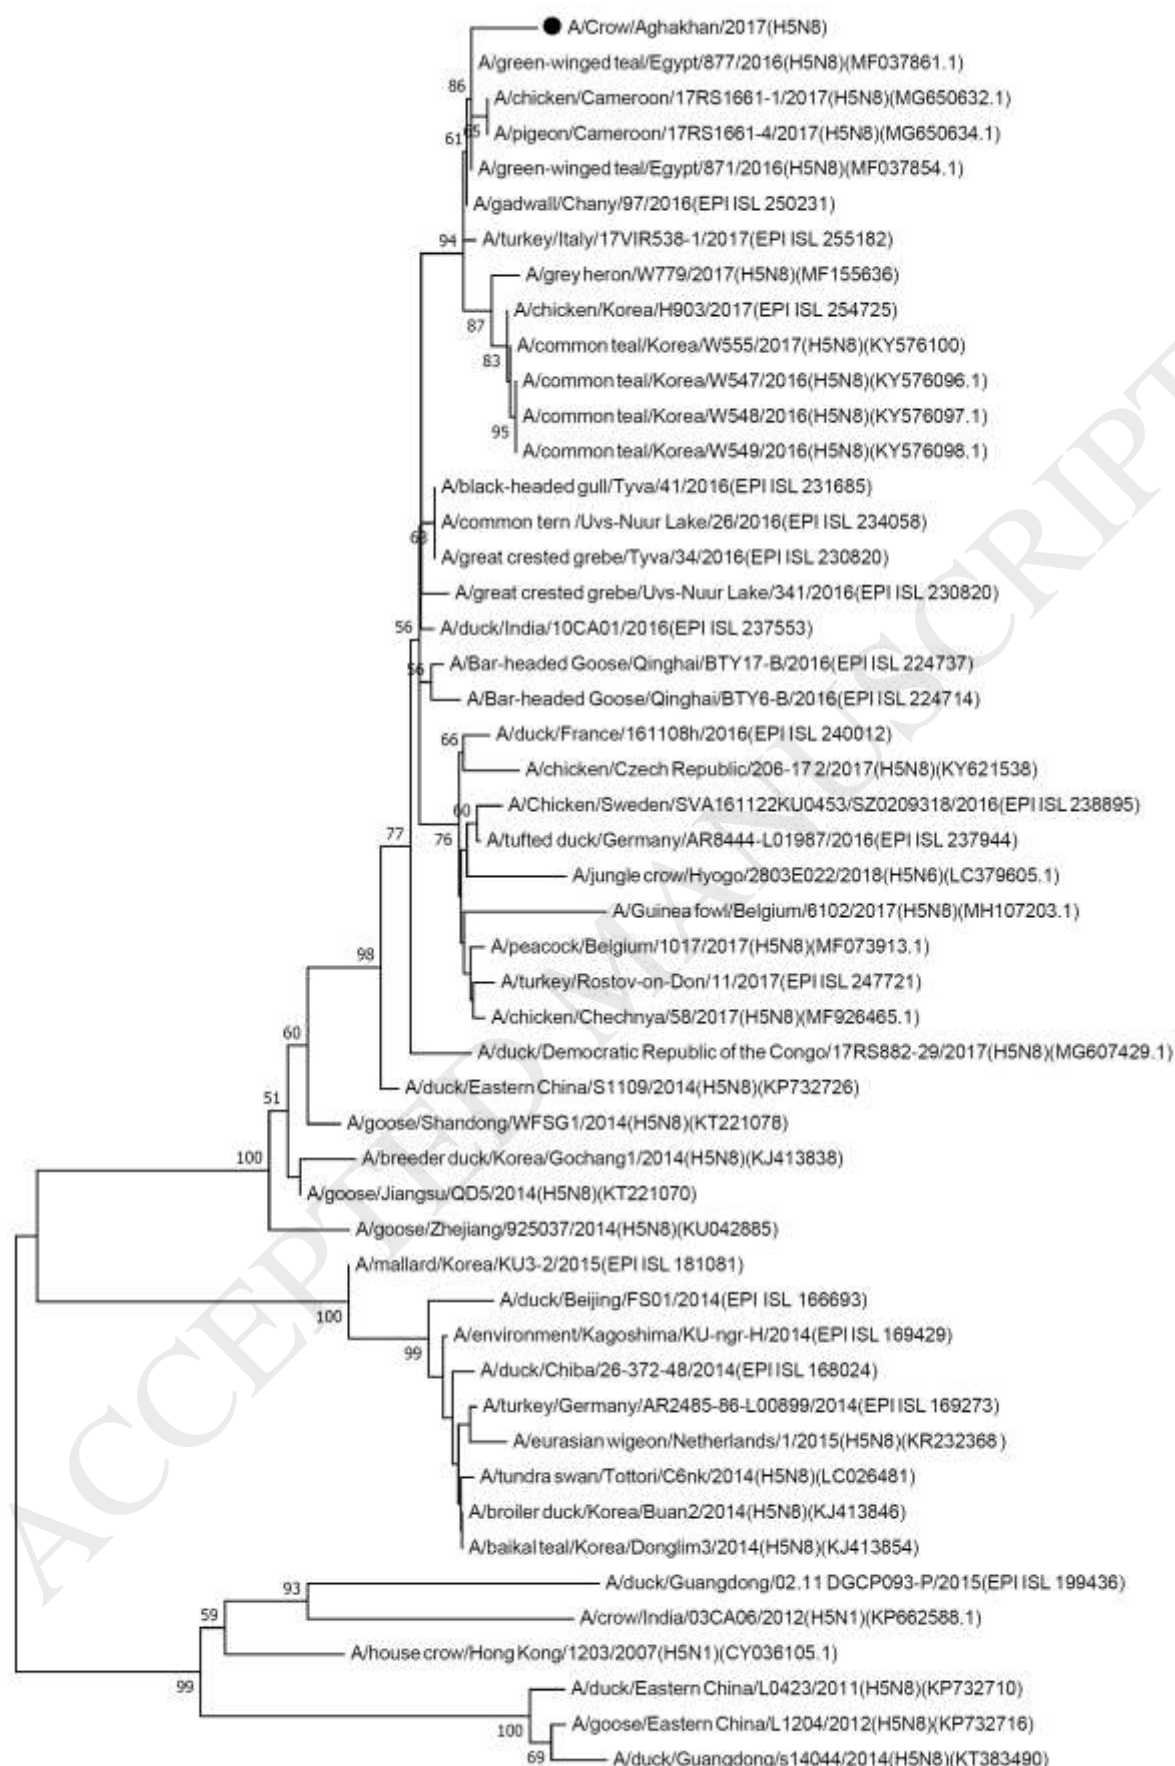 A/Crow/Aghakhan/2017(H5N8)
A/green-winged teal/Egypt/877/2016(H5N8)(MF037861.1)
86
A/chicken/Cameroon/17RS1661-1/2017(H5N8)(MG650632.1)
65
A/pigeon/Cameroon/17RS1661-4/2017(H5N8)(MG650634.1)
61
A/green-winged teal/Egypt/871/2016(H5N8)(MF037854.1)
A/gadwall/Chany/97/2016(EPI ISL 250231)
94
A/turkey/Italy/17VIR538-1/2017(EPI ISL 255182)
A/grey heron/W779/2017(H5N8)(MF155636)
A/chicken/Korea/H903/2017(EPI ISL 254725)
87
A/common teal/Korea/W555/2017(H5N8)(KY576100)
83
A/common teal/Korea/W547/2016(H5N8)(KY576096.1)
A/common teal/Korea/W548/2016(H5N8)(KY576097.1)
95
A/common teal/Korea/W549/2016(H5N8)(KY576098.1)
A/black-headed gull/Tyva/41/2016(EPI ISL 231685)
A/common tern /Uvs-Nuur Lake/26/2016(EPI ISL 234058)
63
A/great crested grebe/Tyva/34/2016(EPI ISL 230820)
A/great crested grebe/Uvs-Nuur Lake/341/2016(EPI ISL 230820)
56
A/duck/India/10CA01/2016(EPI ISL 237553)
A/Bar-headed Goose/Qinghai/BTY17-B/2016(EPI ISL 224737)
56
A/Bar-headed Goose/Qinghai/BTY6-B/2016(EPI ISL 224714)
66
A/duck/France/161108h/2016(EPI ISL 240012)
A/chicken/Czech Republic/206-17 2/2017(H5N8)(KY621538)
A/Chicken/Sweden/SVA161122KU0453/SZ0209318/2016(EPI ISL 238895)
60
77
76
A/tufted duck/Germany/AR8444-L01987/2016(EPI ISL 237944)
A/jungle crow/Hyogo/2803E022/2018(H5N6)(LC379605.1)
A/Guinea fowl/Belgium/6102/2017(H5N8)(MH107203.1)
98
A/peacock/Belgium/1017/2017(H5N8)(MF073913.1)
A/turkey/Rostov-on-Don/11/2017(EPI ISL 247721)
A/chicken/Chechnya/58/2017(H5N8)(MF926465.1)
60
A/duck/Democratic Republic of the Congo/17RS882-29/2017(H5N8)(MG607429.1)
A/duck/Eastern China/S1109/2014(H5N8)(KP732726)
51
A/goose/Shandong/WFSG1/2014(H5N8)(KT221078)
100
A/breeder duck/Korea/Gochang1/2014(H5N8)(KJ413838)
A/goose/Jiangsu/QD5/2014(H5N8)(KT221070)
A/goose/Zhejiang/925037/2014(H5N8)(KU042885)
A/mallard/Korea/KU3-2/2015(EPI ISL 181081)
A/duck/Beijing/FS01/2014(EPI ISL 166693)
100
A/environment/Kagoshima/KU-ngr-H/2014(EPI ISL 169429)
99
A/duck/Chiba/26-372-48/2014(EPI ISL 168024)
A/turkey/Germany/AR2485-86-L00899/2014(EPI ISL 169273)
A/eurasian wigeon/Netherlands/1/2015(H5N8)(KR232368)
A/tundra swan/Tottori/C6nk/2014(H5N8)(LC026481)
A/broiler duck/Korea/Buan2/2014(H5N8)(KJ413846)
A/baikal teal/Korea/Donglim3/2014(H5N8)(KJ413854)
93
A/duck/Guangdong/02.11 DGCP093-P/2015(EPI ISL 199436)
59
A/crow/India/03CA06/2012(H5N1)(KP662588.1)
A/house crow/Hong Kong/1203/2007(H5N1)(CY036105.1)
99
A/duck/Eastern China/L0423/2011(H5N8)(KP732710)
100
A/goose/Eastern China/L1204/2012(H5N8)(KP732716)
69
A/duck/Guangdong/s14044/2014(H5N8)(KT383490)
ACCEPTED MANUSCRIPT